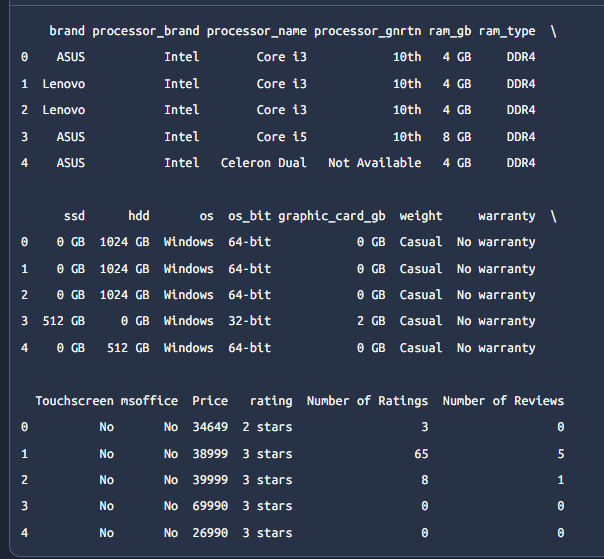 brand processor_brand processor_name processor_gnrtn ram_gb ram_type \
0 ASUS Intel Core i3 10th 4 GB DDR4
1 Lenovo Intel Core i3 10th 4 GB DDR4
2 Lenovo Intel Core i3 10th 4 GB DDR4
3 ASUS Intel Core i5 10th 8 GB DDR4
4 ASUS Intel Celeron Dual Not Available 4 GB DDR4
ssd hdd os os_bit graphic_card_gb weight warranty \
0 0 GB 1024 GB Windows 64-bit 0 GB Casual No warranty
1 0 GB 1024 GB Windows 64-bit 0 GB Casual No warranty
2 0 GB 1024 GB Windows 64-bit 0 GB Casual No warranty
3 512 GB 0 GB Windows 32-bit 2 GB Casual No warranty
4 0 GB 512 GB Windows 64-bit 0 GB Casual No warranty
Touchscreen msoffice Price rating Number of Ratings Number of Reviews
0 No No 34649 2 stars 3 0
1 No No 38999 3 stars 65 5
2 No No 39999 3 stars 8 1
3 No No 69990 3 stars 0 0
4 No No 26990 3 stars 0 0